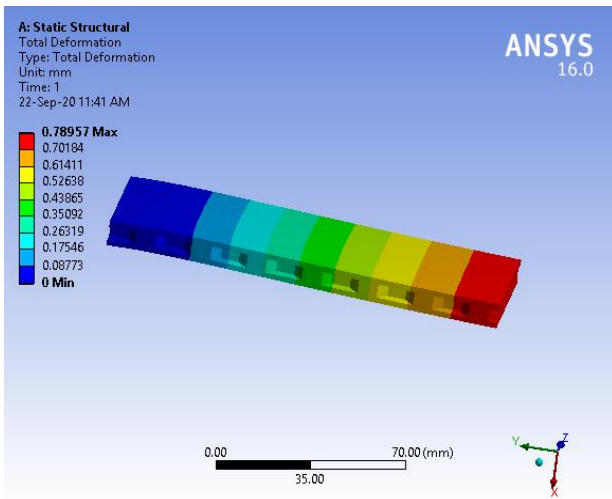 A: Static Structural
Total Deformation
Type: Total Deformation
Unit: mm
Time: 1
22-Sep-20 11:41 AM
ANSYS
16.0
0.78957 Max
0.70184
0.61411
0.52638
0.43865
0.35092
0.26319
0.17546
0.08773
0 Min
0.00
70.00 (mm)
35.00
Y
Z
X